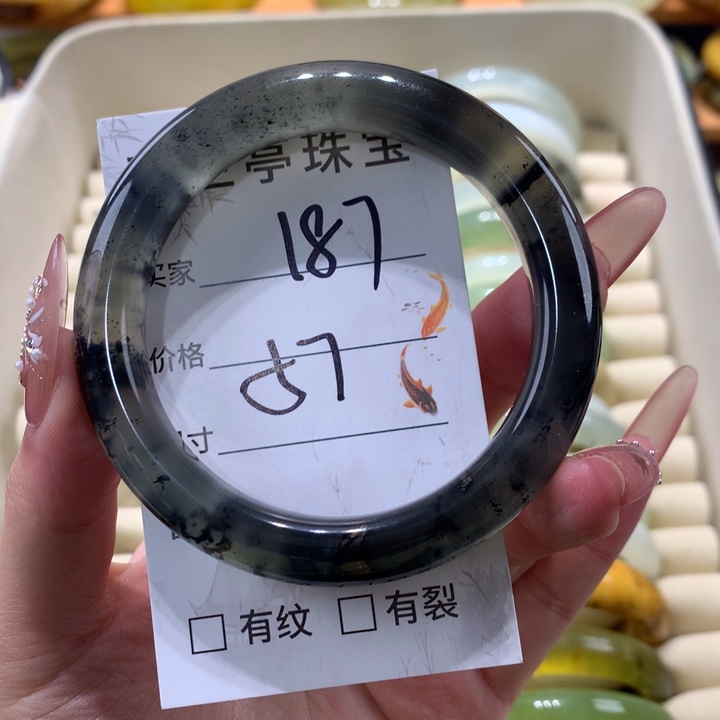 亭珠宝
买家 187
价格
寸 57
有纹 有裂